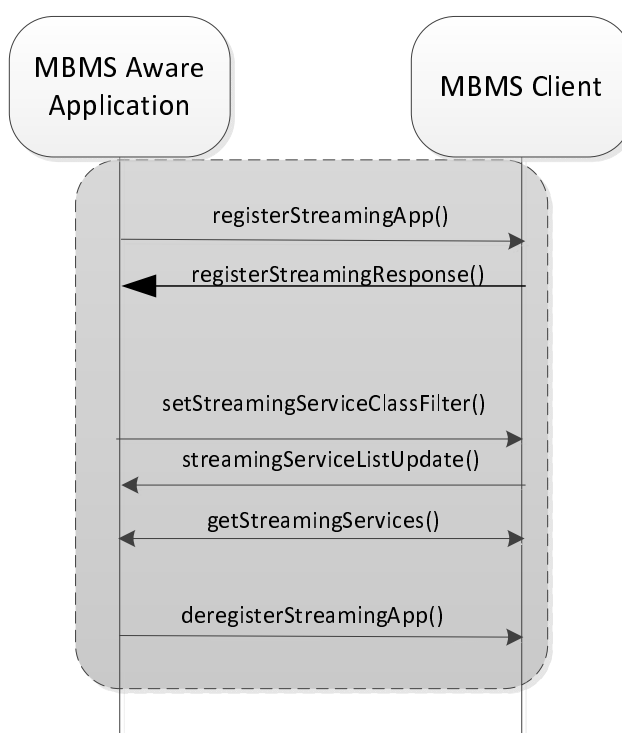 MBMS Aware
Application
MBMS Client
registerStreamingApp()
registerStreamingResponse()
setStreamingServiceClassFilter()
streamingServiceListUpdate()
getStreamingServices()
deregisterStreamingApp()